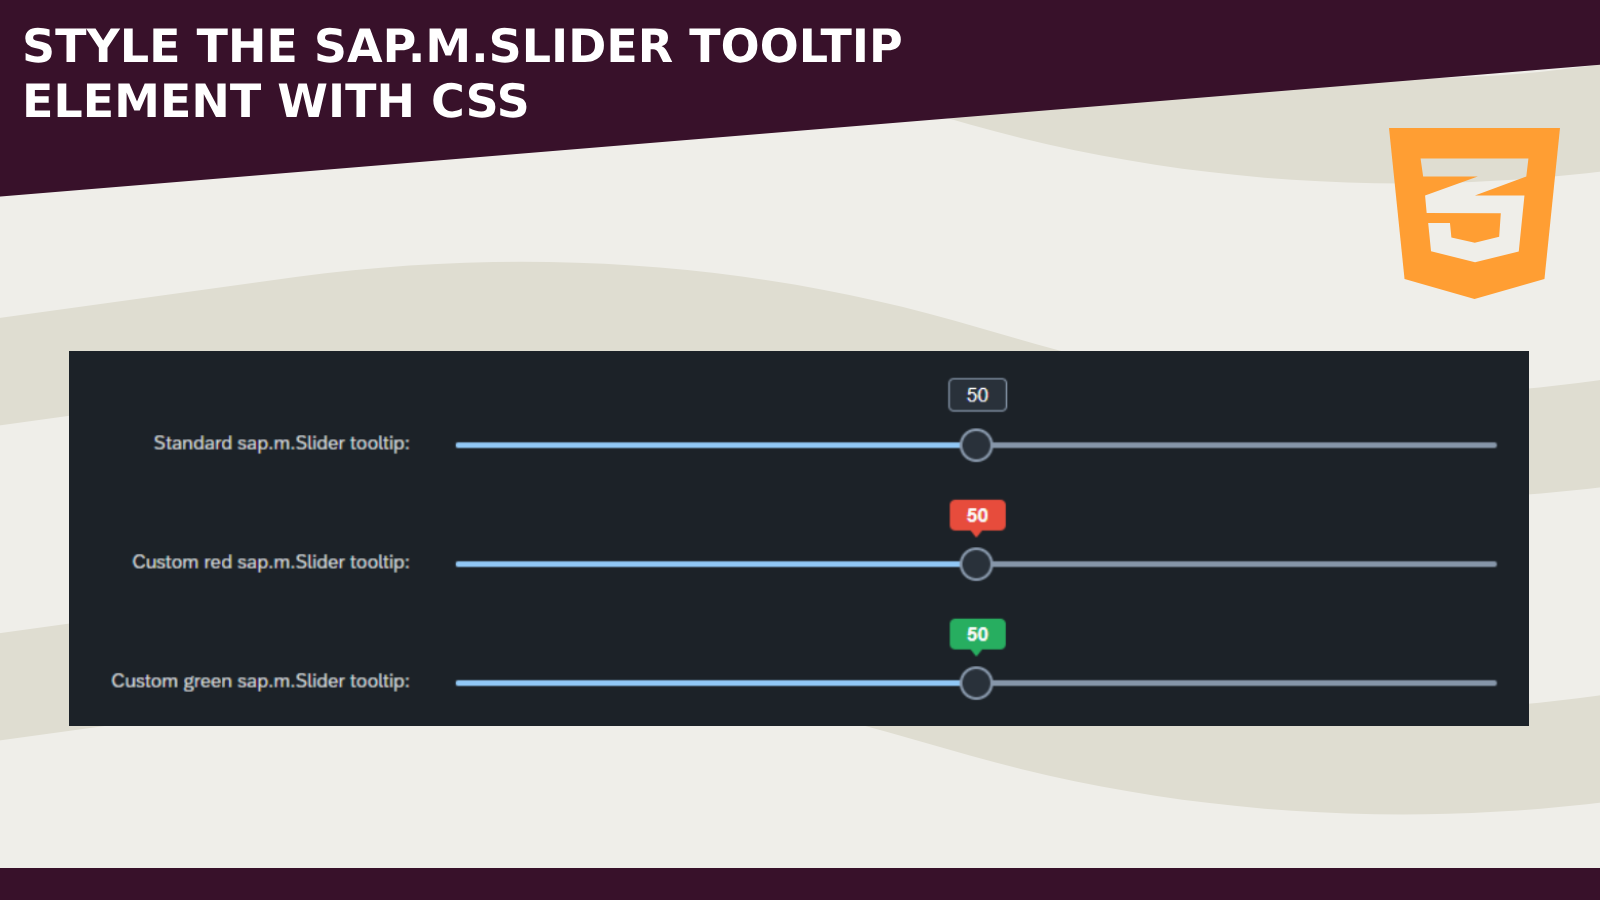 STYLE THE SAP.M.SLIDER TOOLTIP
ELEMENT WITH CSS
50
Standard sap.m.Slider tooltip:
50
Custom red sap.m.Slider tooltip:
50
Custom green sap.m.Slider tooltip: